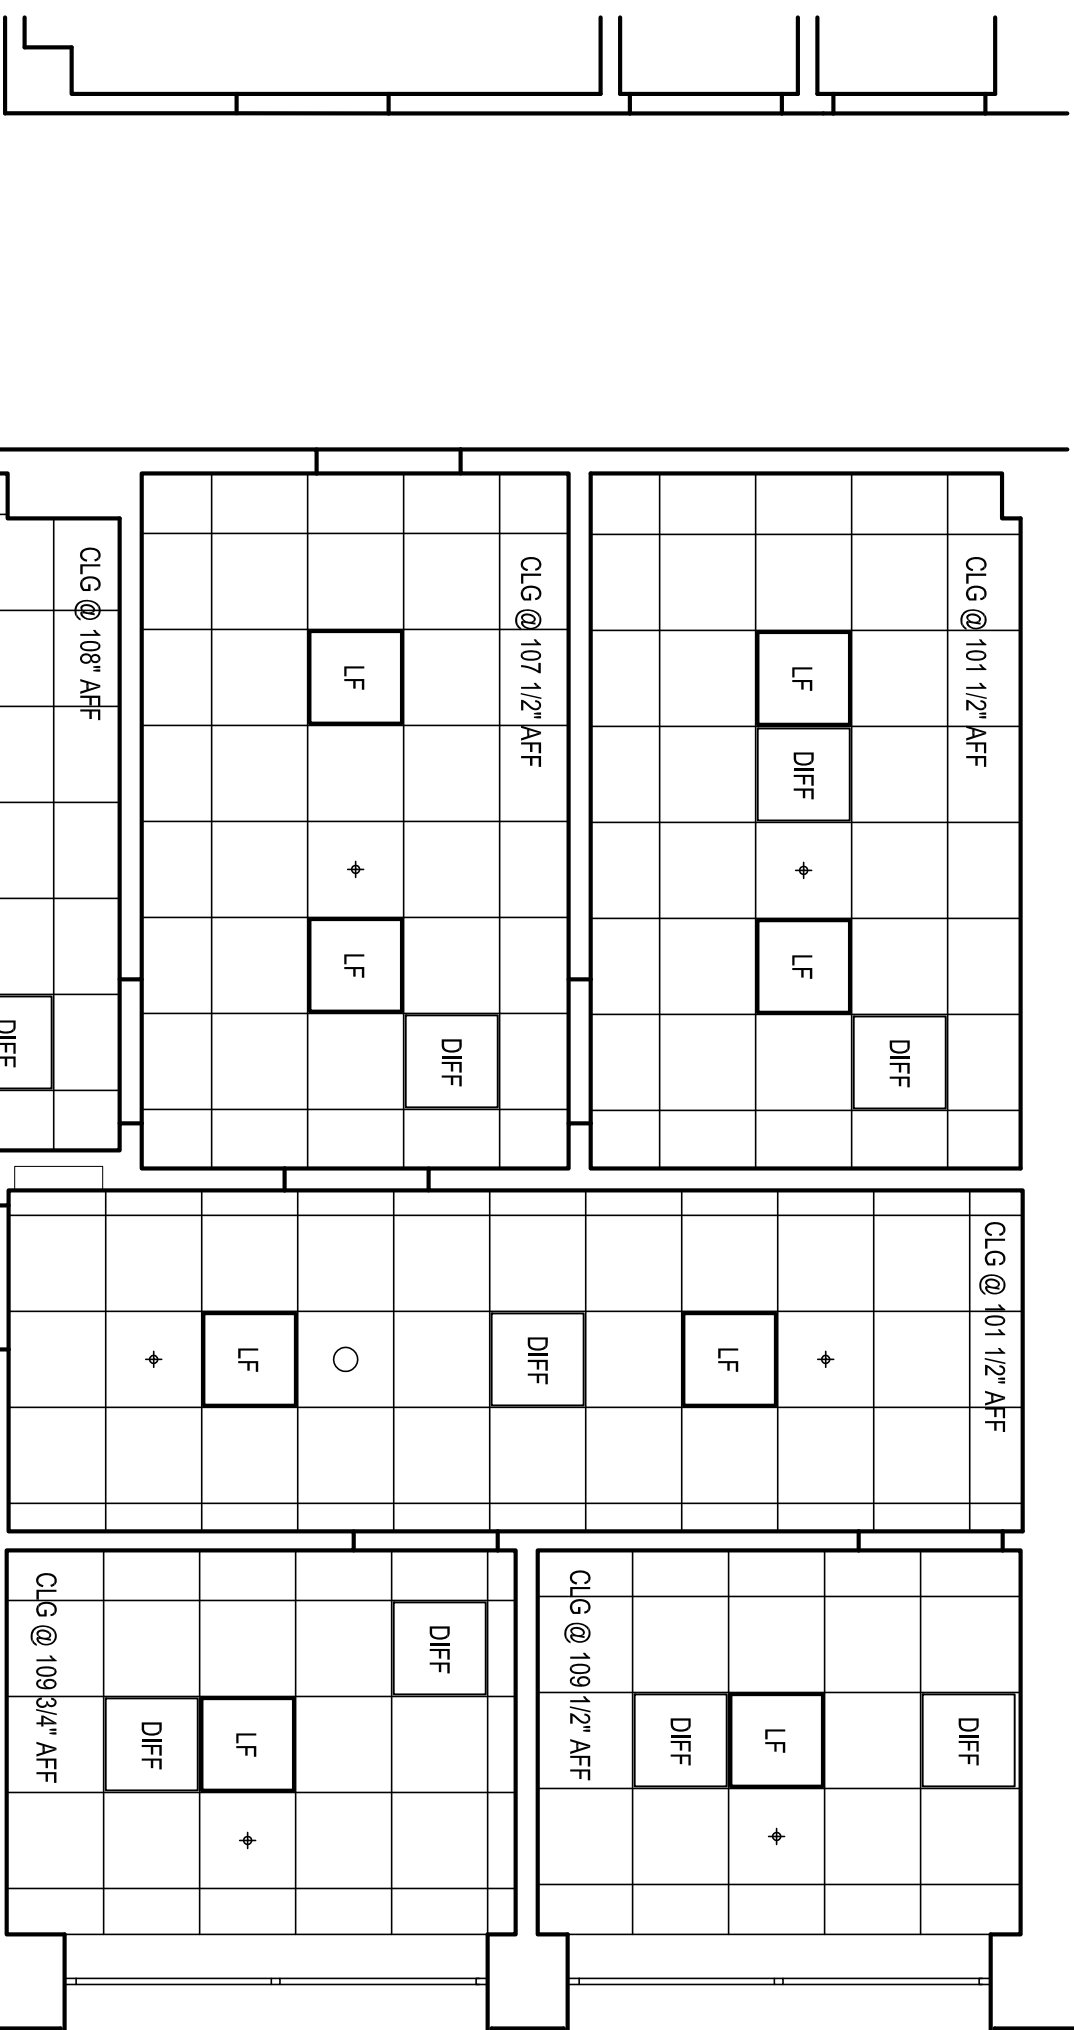 CLG @ 108" AFF
CLG @ 107 1/2" AFF
CLG @ 101 1/2" AFF
LF
LF
DIFF
LF
LF
DIFF
DIFF
DIFF
CLG @ 101 1/2" AFF
LF
DIFF
LF
CLG @ 109 3/4" AFF
DIFF
DIFF
LF
CLG @ 109 1/2" AFF
DIFF
LF
DIFF